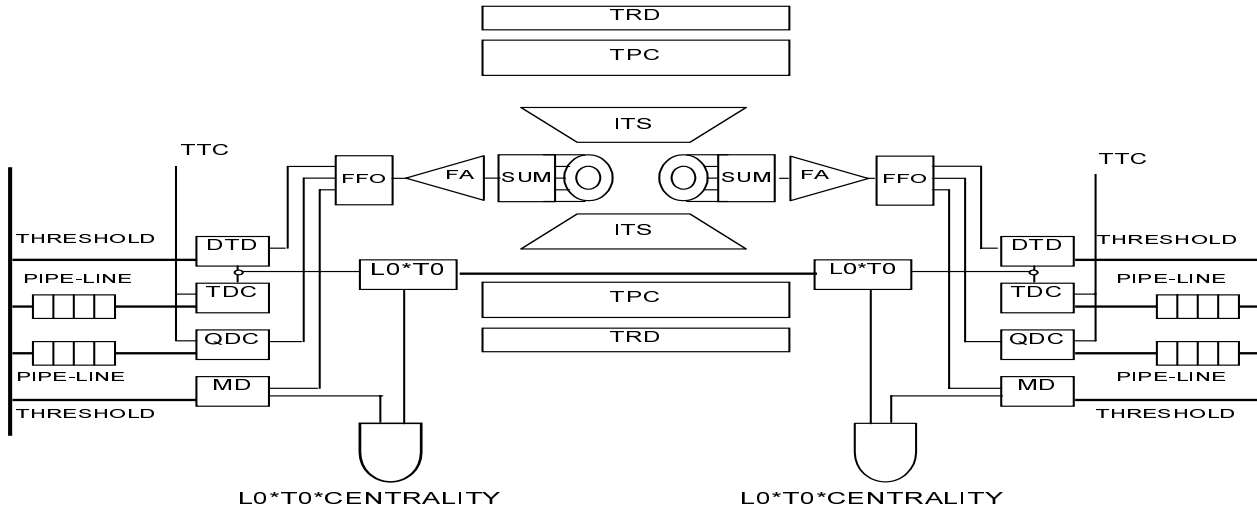 TRD
TPC
ITS
TTC
TTC
FFO
FA
SUM
SUM
FA
FFO
ITS
THRESHOLD
DTD
DTD
THRESHOLD
L0*T0
L0*T0
PIPE-LINE
TDC
TPC
TDC
PIPE-LINE
QDC
TRD
QDC
PIPE-LINE
MD
MD
PIPE-LINE
THRESHOLD
THRESHOLD
L0*T0*CENTRALITY
L0*T0*CENTRALITY